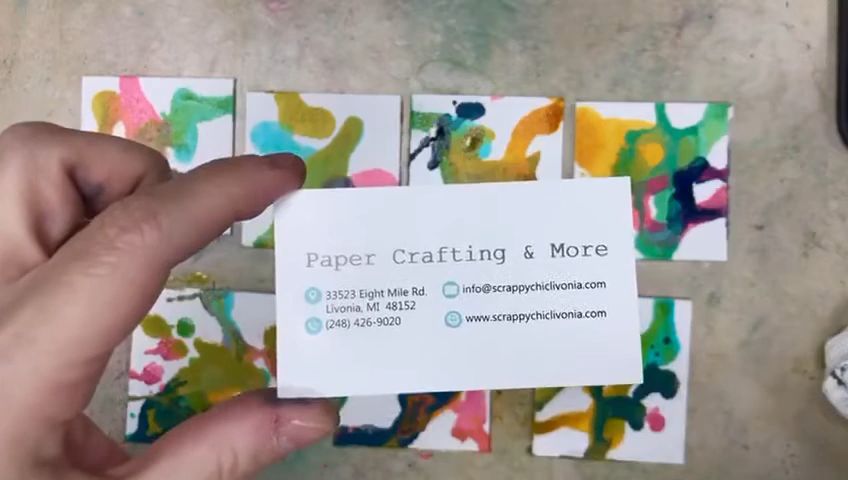 Paper Crafting & More
33523 Eight Mile Rd.
Livonia, MI 48152
(248) 426-9020
info@scrappychiclivonia.com
www.scrappychiclivonia.com